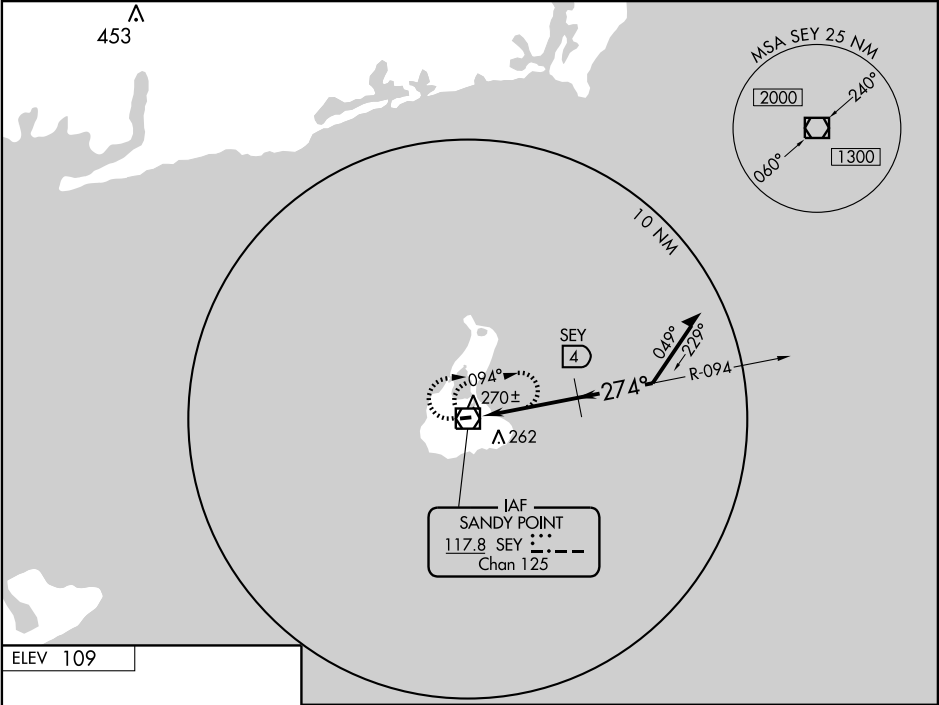 453
MSA SEY 25 NM
2000
240°
060°
1300
10 NM
SEY
4
049°
229°
094°
274°
R-094
270±
262
IAF
SANDY POINT
117.8 SEY
Chan 125
ELEV 109